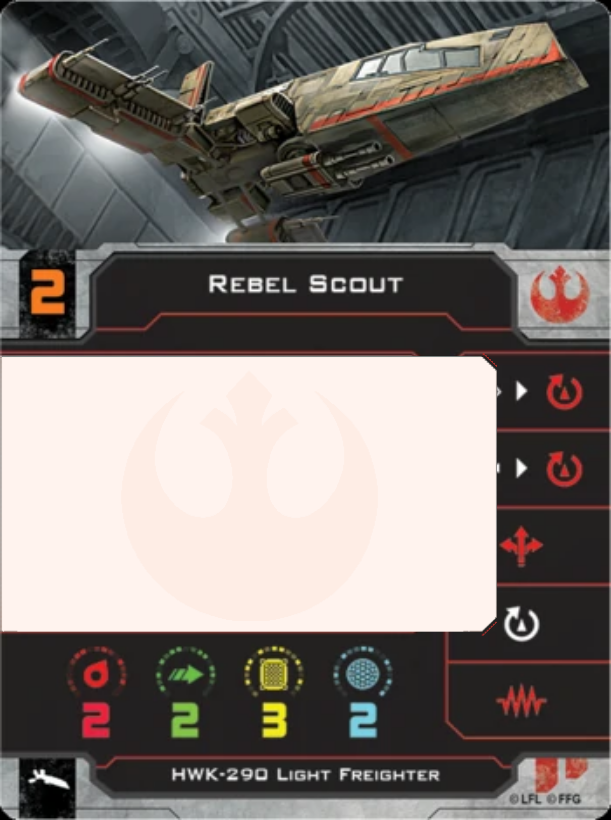 2
REBEL SCOUT
2 2 3 2
HWK-290 LIGHT FREIGHTER
©LFL ©FFG